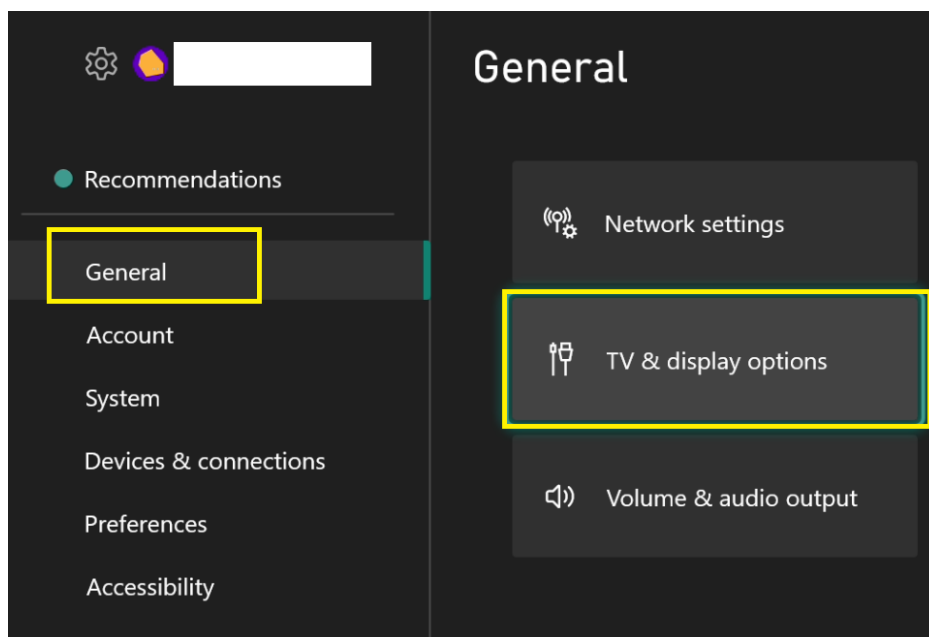 General
Recommendations
General
Account
System
Devices & connections
Preferences
Accessibility
Network settings
TV & display options
Volume & audio output